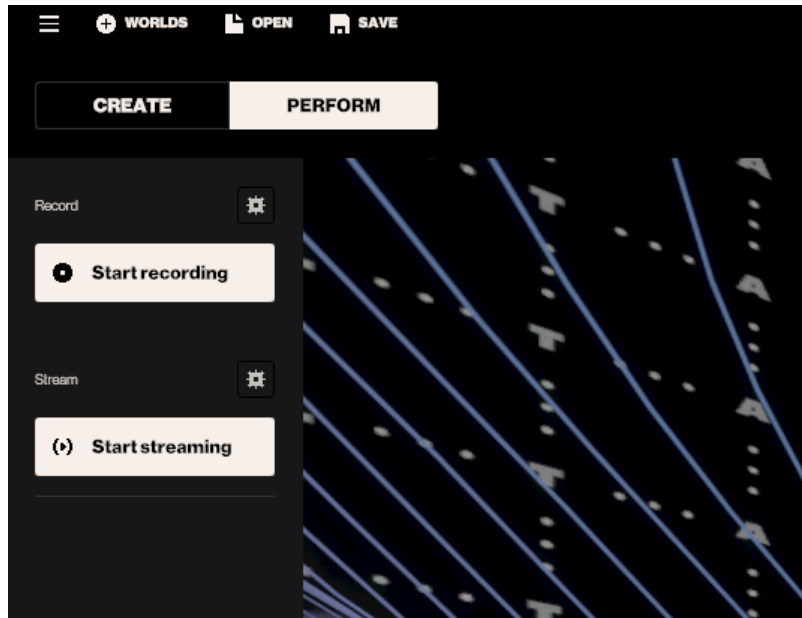 WORLDS OPEN SAVE
CREATE PERFORM
Record
Start recording
Stream
Start streaming
T A
T A
T A
T A
T